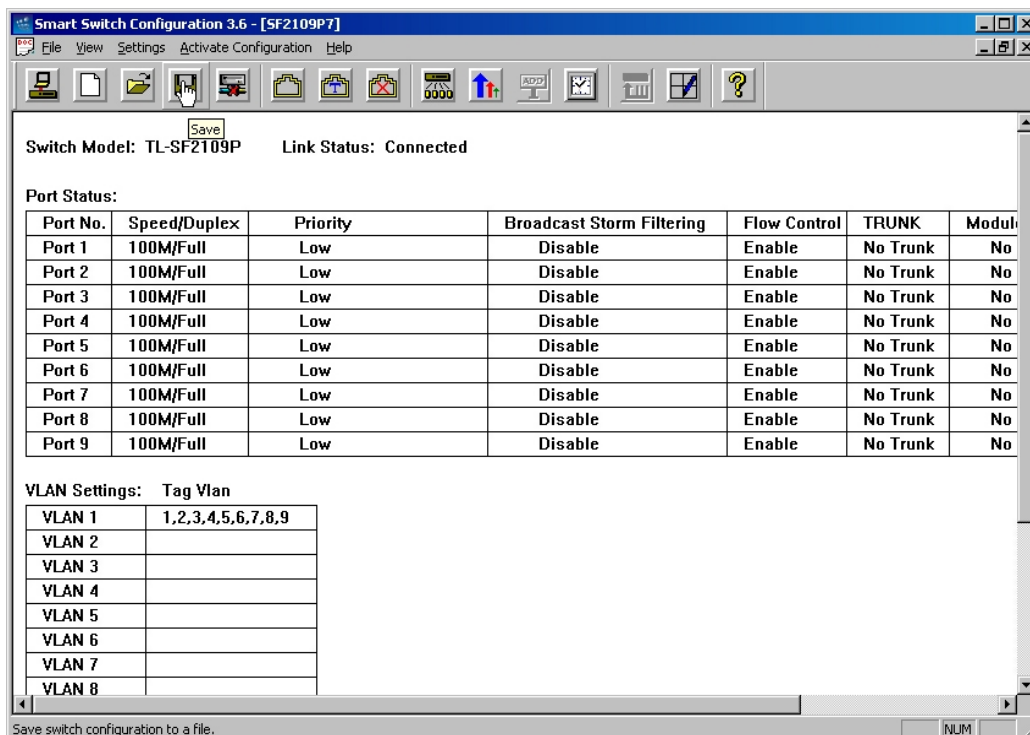 Smart Switch Configuration 3.6 - [SF2109P7]
File View Settings Activate Configuration Help
ADD
Save
Switch Model: TL-SF2109P Link Status: Connected
Port Status:
Port No. Speed/Duplex Priority Broadcast Storm Filtering Flow Control TRUNK Module
Port 1 100M/Full Low Disable Enable No Trunk No
Port 2 100M/Full Low Disable Enable No Trunk No
Port 3 100M/Full Low Disable Enable No Trunk No
Port 4 100M/Full Low Disable Enable No Trunk No
Port 5 100M/Full Low Disable Enable No Trunk No
Port 6 100M/Full Low Disable Enable No Trunk No
Port 7 100M/Full Low Disable Enable No Trunk No
Port 8 100M/Full Low Disable Enable No Trunk No
Port 9 100M/Full Low Disable Enable No Trunk No
VLAN Settings: Tag Vlan
VLAN 1 1,2,3,4,5,6,7,8,9
VLAN 2
VLAN 3
VLAN 4
VLAN 5
VLAN 6
VLAN 7
VLAN 8
Save switch configuration to a file. NUM